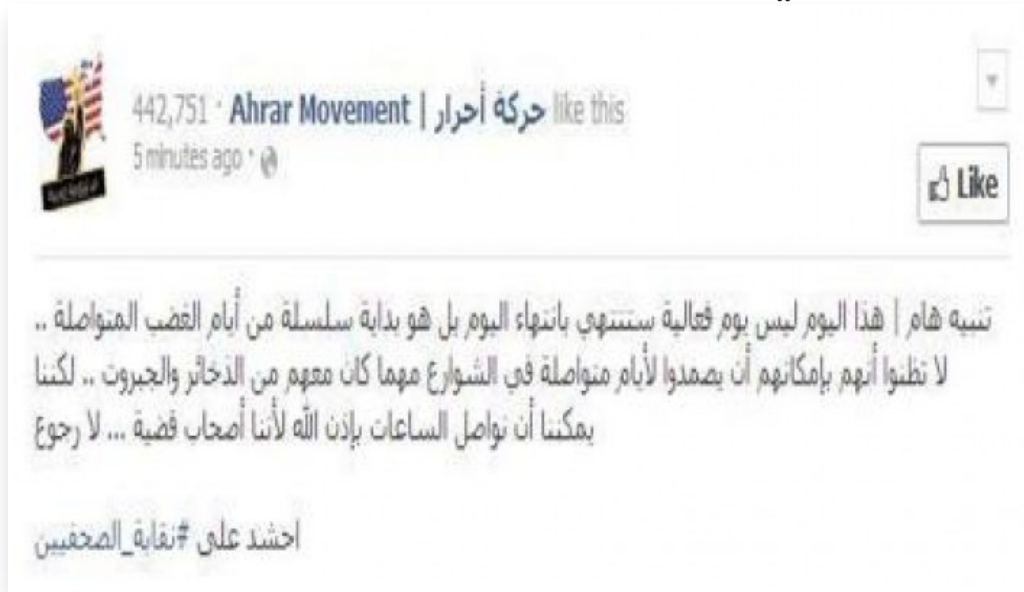 442,751 · Ahrar Movement | حركة أحرار like this
5 minutes ago ·
Like
تنبيه هام | هذا اليوم ليس يوم فعالية ستنتهي بانتهاء اليوم بل هو بداية سلسلة من أيام الغضب المتواصلة ..
لا تظنوا أنهم بإمكانهم أن يصمدوا لأيام متواصلة في الشوارع مهما كان معهم من الذخائر والجبروت .. لكننا
يمكننا أن نواصل الساعات بإذن الله لأننا أصحاب قضية ... لا رجوع
احشد على #نقابة_الصحفيين